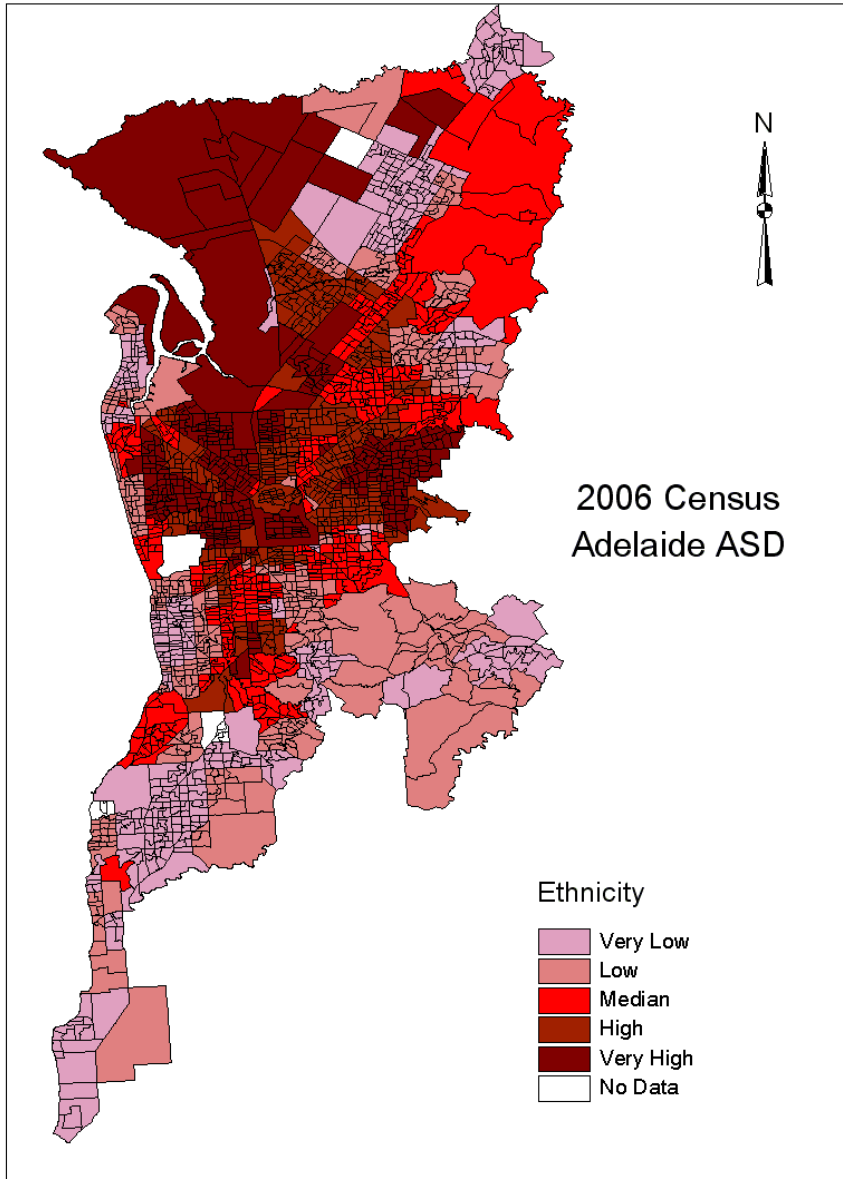 N
2006 Census
Adelaide ASD
Ethnicity
Very Low
Low
Median
High
Very High
No Data